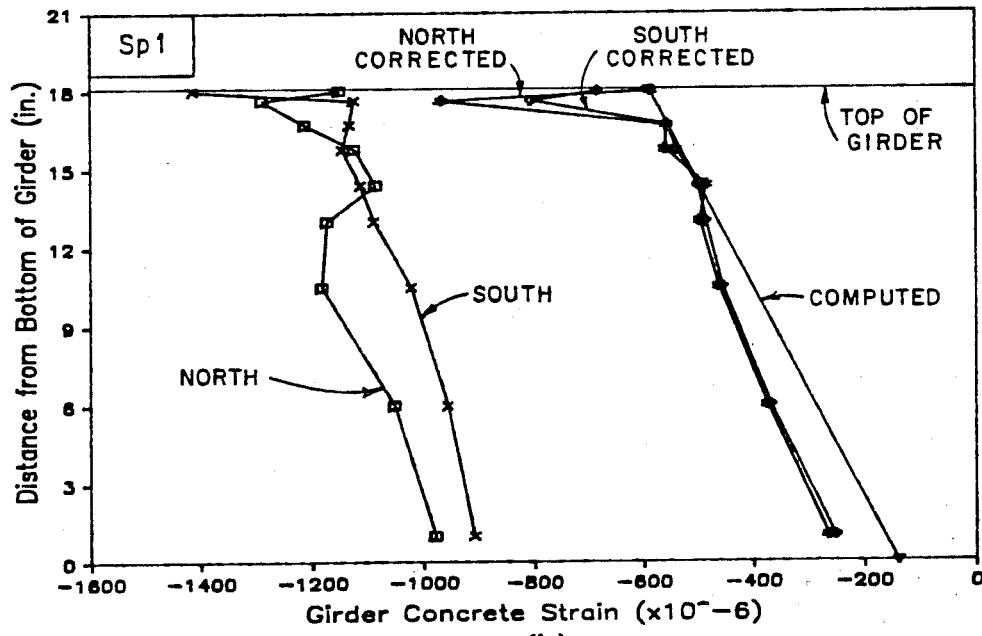 Sp1
NORTH
CORRECTED
SOUTH
CORRECTED
TOP OF
GIRDER
SOUTH
COMPUTED
NORTH
Distance from Bottom of Girder (in.)
21
18
15
12
9
6
3
0
-1600 -1400 -1200 -1000 -800 -600 -400 -200 0
Girder Concrete Strain (x10^-6)